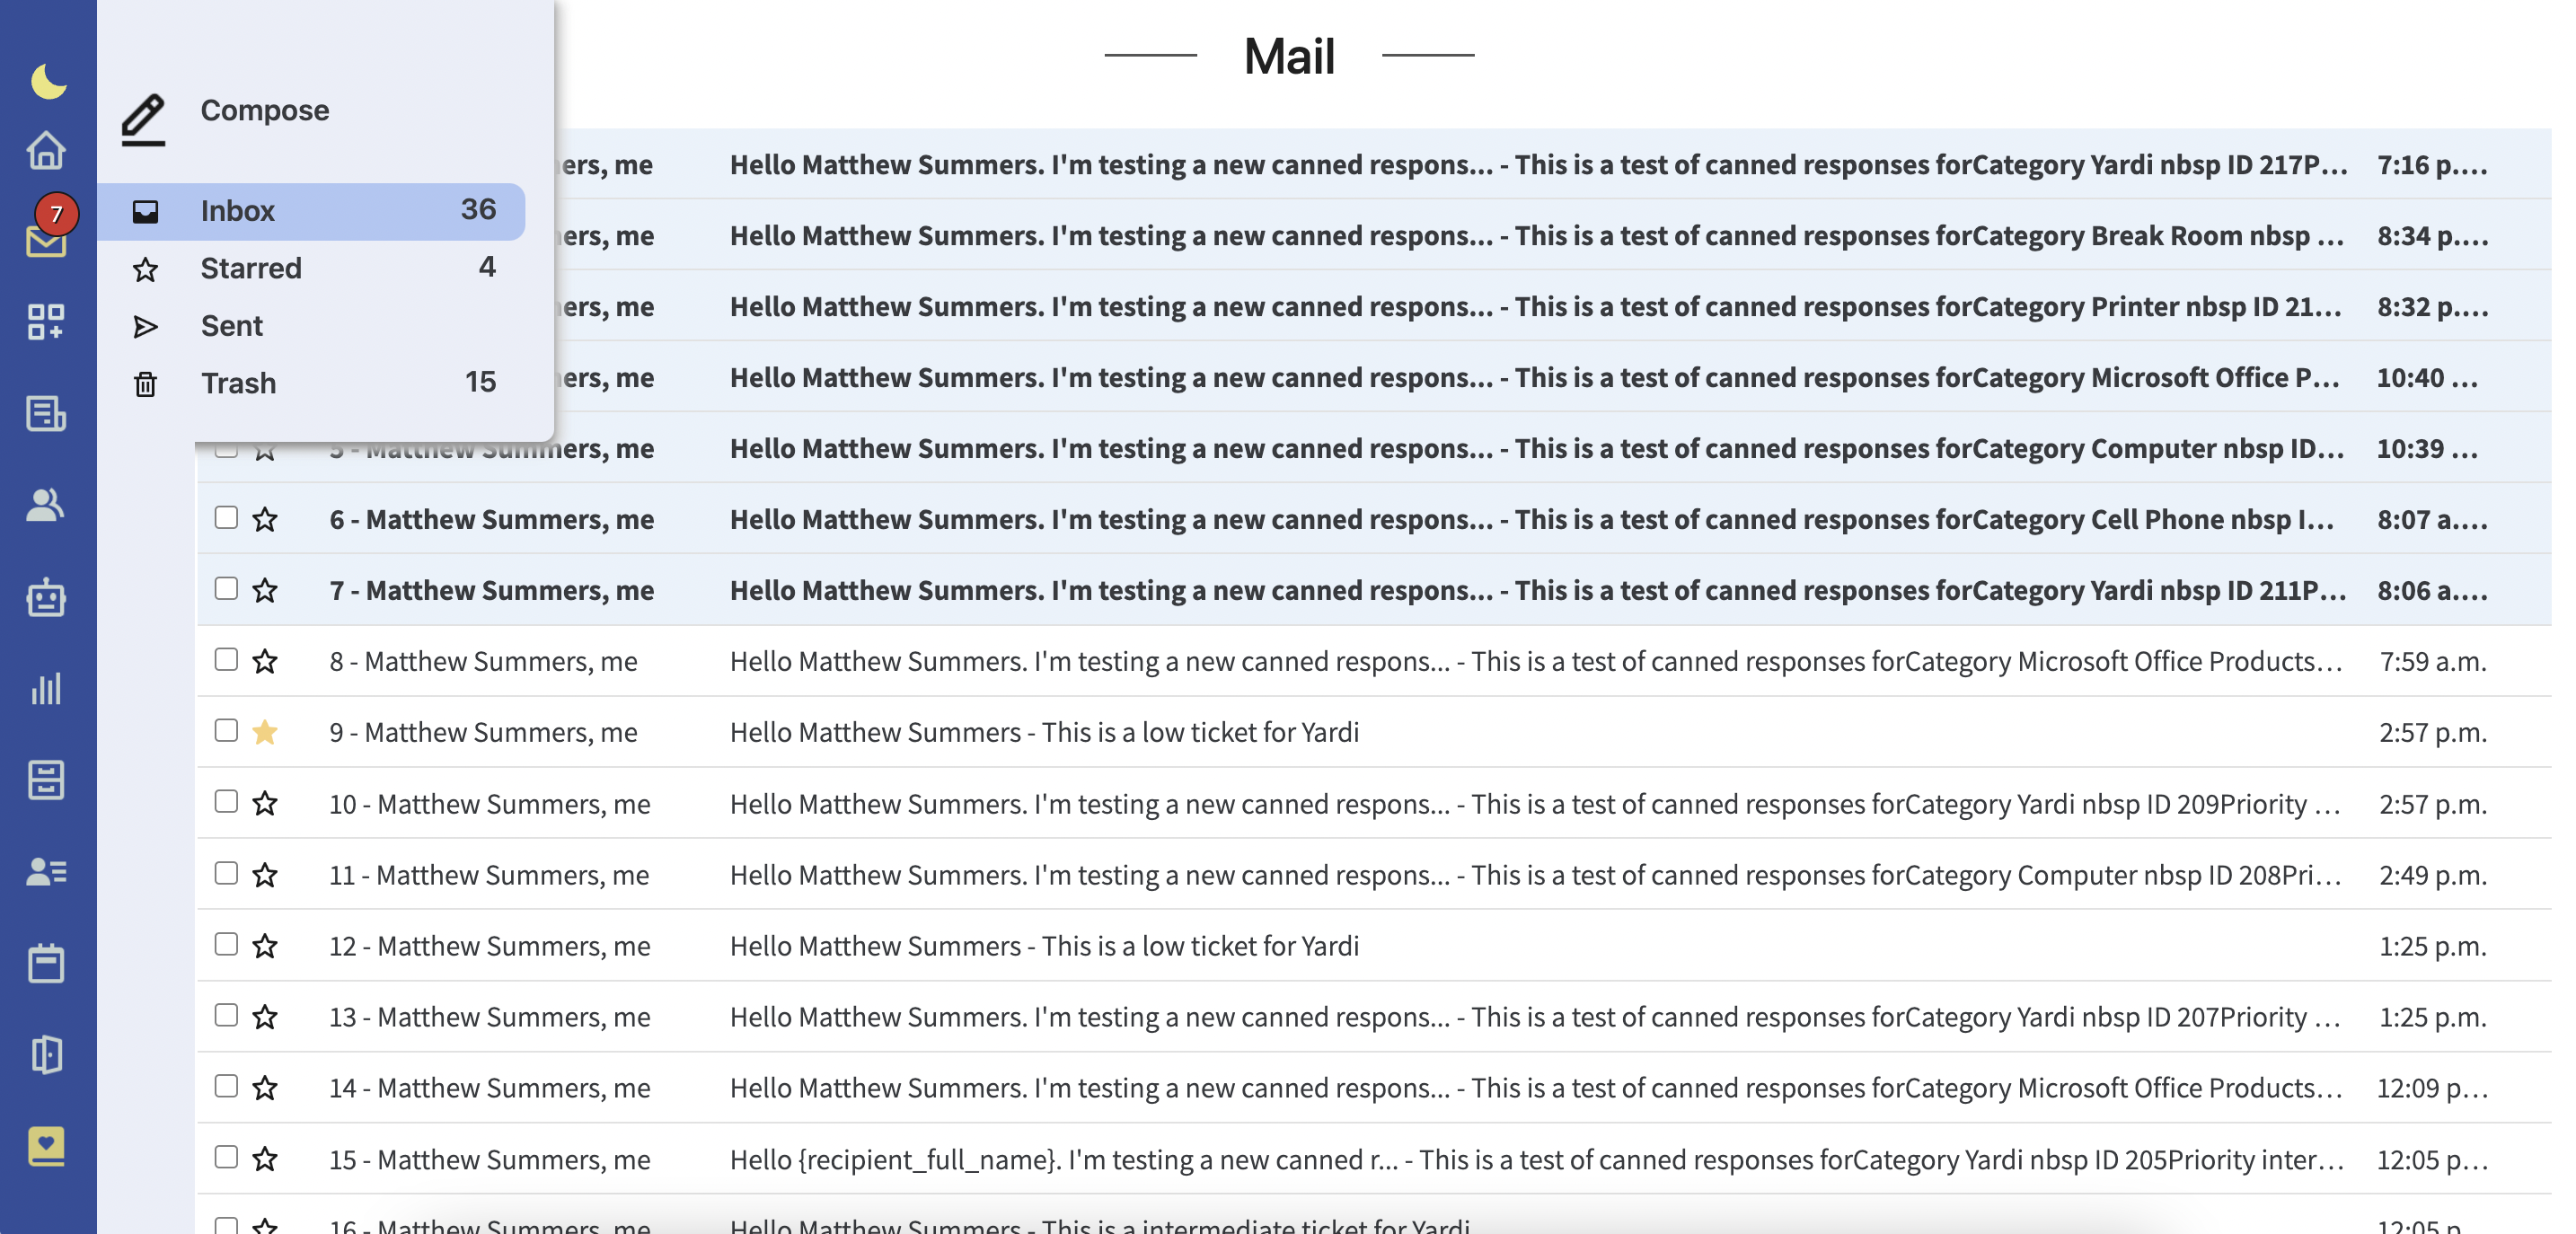 Mail
Compose
7
Inbox 36
Starred 4
Sent
Trash 15
ers, me Hello Matthew Summers. I'm testing a new canned respons... - This is a test of canned responses forCategory Yardi nbsp ID 217P... 7:16 p....
ers, me Hello Matthew Summers. I'm testing a new canned respons... - This is a test of canned responses forCategory Break Room nbsp ... 8:34 p....
ers, me Hello Matthew Summers. I'm testing a new canned respons... - This is a test of canned responses forCategory Printer nbsp ID 21... 8:32 p....
ers, me Hello Matthew Summers. I'm testing a new canned respons... - This is a test of canned responses forCategory Microsoft Office P... 10:40 ...
5 - Matthew Summers, me Hello Matthew Summers. I'm testing a new canned respons... - This is a test of canned responses forCategory Computer nbsp ID... 10:39 ...
6 - Matthew Summers, me Hello Matthew Summers. I'm testing a new canned respons... - This is a test of canned responses forCategory Cell Phone nbsp I... 8:07 a....
7 - Matthew Summers, me Hello Matthew Summers. I'm testing a new canned respons... - This is a test of canned responses forCategory Yardi nbsp ID 211P... 8:06 a....
8 - Matthew Summers, me Hello Matthew Summers. I'm testing a new canned respons... - This is a test of canned responses forCategory Microsoft Office Products... 7:59 a.m.
9 - Matthew Summers, me Hello Matthew Summers - This is a low ticket for Yardi 2:57 p.m.
10 - Matthew Summers, me Hello Matthew Summers. I'm testing a new canned respons... - This is a test of canned responses forCategory Yardi nbsp ID 209Priority ... 2:57 p.m.
11 - Matthew Summers, me Hello Matthew Summers. I'm testing a new canned respons... - This is a test of canned responses forCategory Computer nbsp ID 208Pri... 2:49 p.m.
12 - Matthew Summers, me Hello Matthew Summers - This is a low ticket for Yardi 1:25 p.m.
13 - Matthew Summers, me Hello Matthew Summers. I'm testing a new canned respons... - This is a test of canned responses forCategory Yardi nbsp ID 207Priority ... 1:25 p.m.
14 - Matthew Summers, me Hello Matthew Summers. I'm testing a new canned respons... - This is a test of canned responses forCategory Microsoft Office Products... 12:09 p...
15 - Matthew Summers, me Hello {recipient_full_name}. I'm testing a new canned r... - This is a test of canned responses forCategory Yardi nbsp ID 205Priority inter... 12:05 p...
16 - Matthew Summers, me Hello Matthew Summers - This is a intermediate ticket for Yardi 12:05 p...